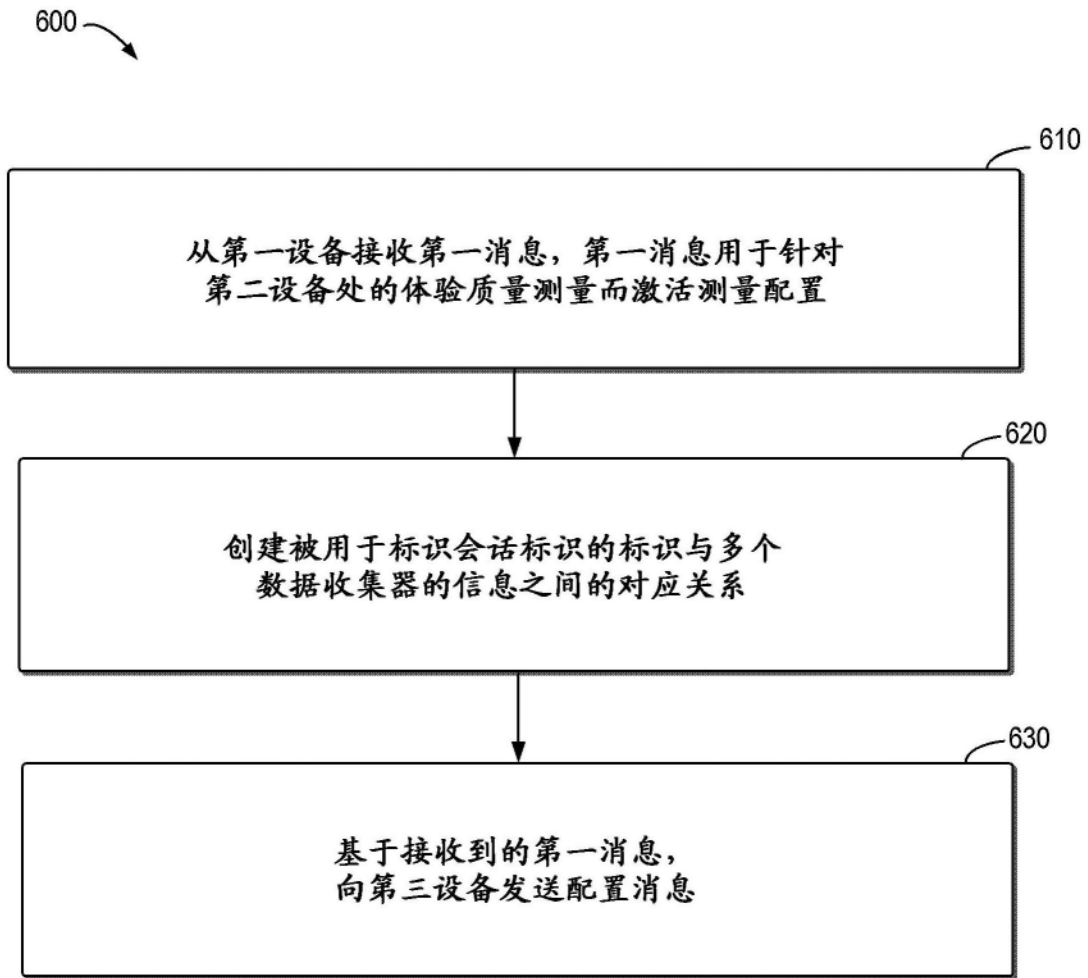 600
610
从第一设备接收第一消息，第一消息用于针对
第二设备处的体验质量测量而激活测量配置
620
创建被用于标识会话标识的标识与多个
数据收集器的信息之间的对应关系
630
基于接收到的第一消息，
向第三设备发送配置消息